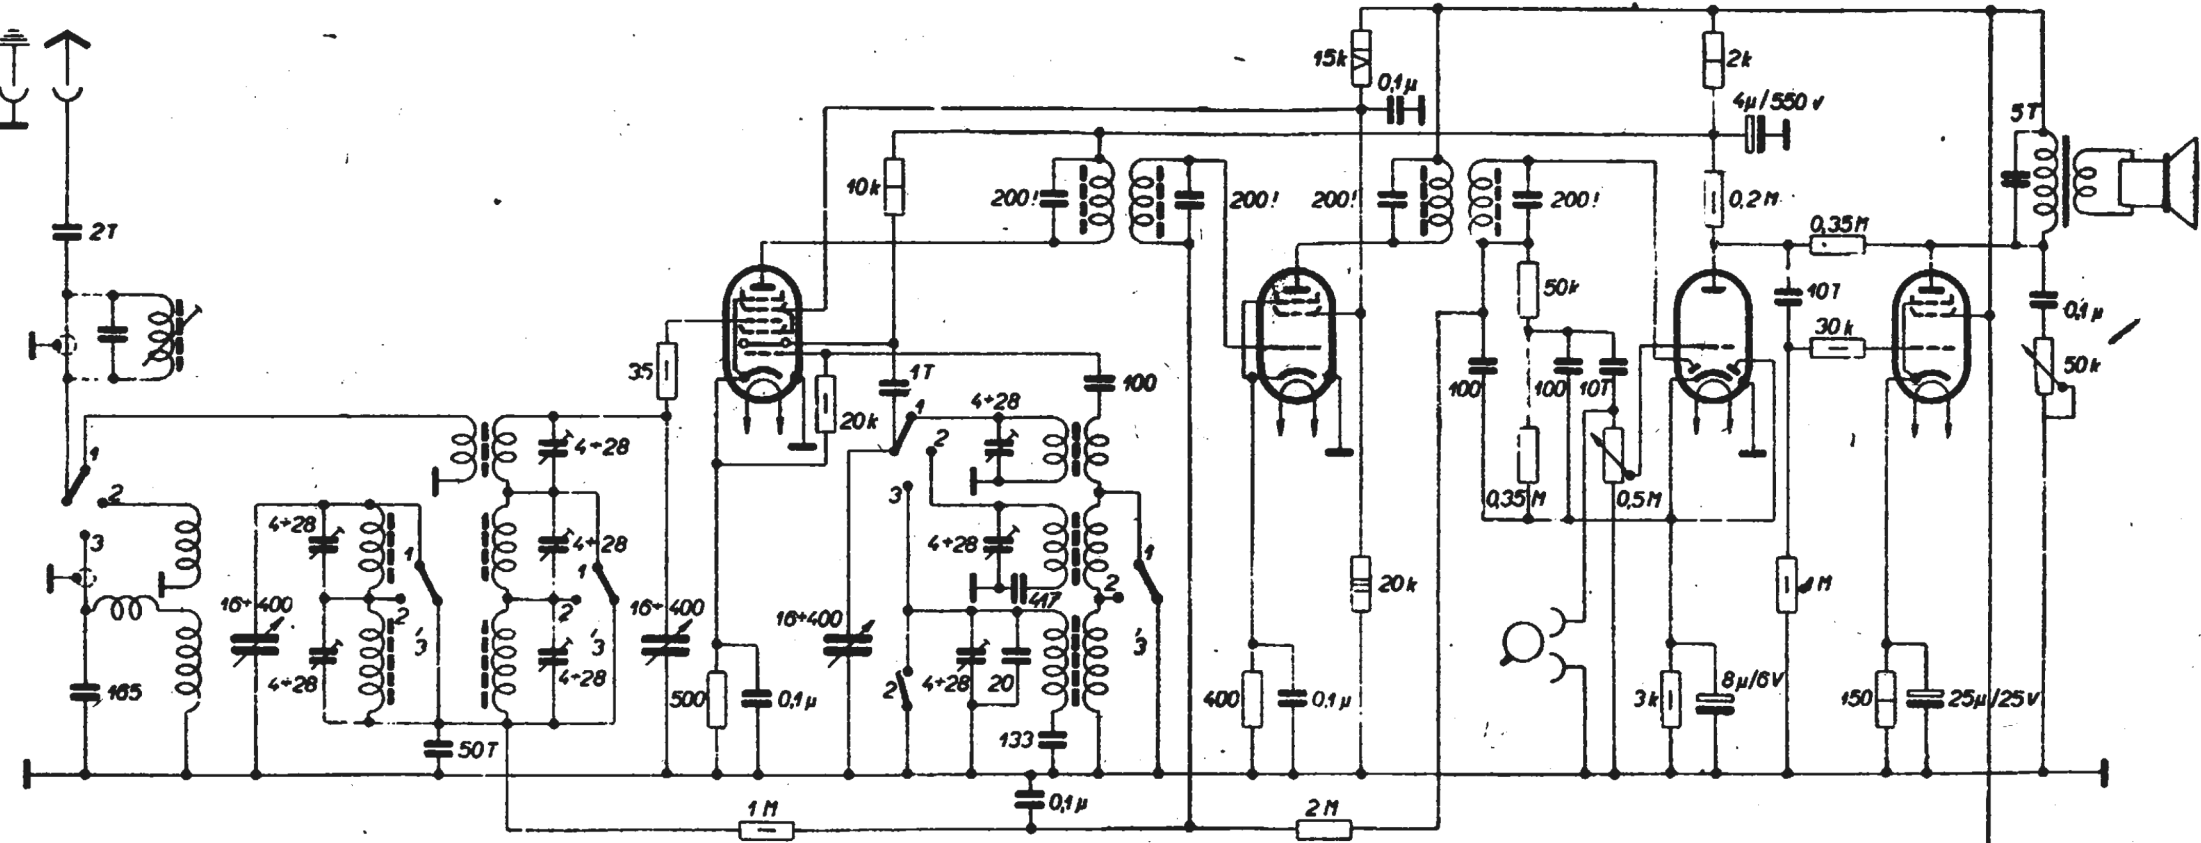 15k
0,1µ
2k
4µ/550V
5T
10k
200!
200!
200!
200!
0,2M
0,35M
2T
50k
10T
0,1µ
30k
35
1T
100
20k
4÷28
1
50k
100
100
10T
4÷28
1
2
0,35M
0,5M
2
3
4÷28
1
4÷28
1
3
4÷28
1
2
20k
1M
16÷400
2
'3
2
'3
16÷400
16÷400
417
'3
165
4÷28
4÷28
500
0,1µ
2
4÷28
20
400
0,1µ
3k
8µ/6V
150
25µ/25V
50T
133
1M
0,1µ
2M